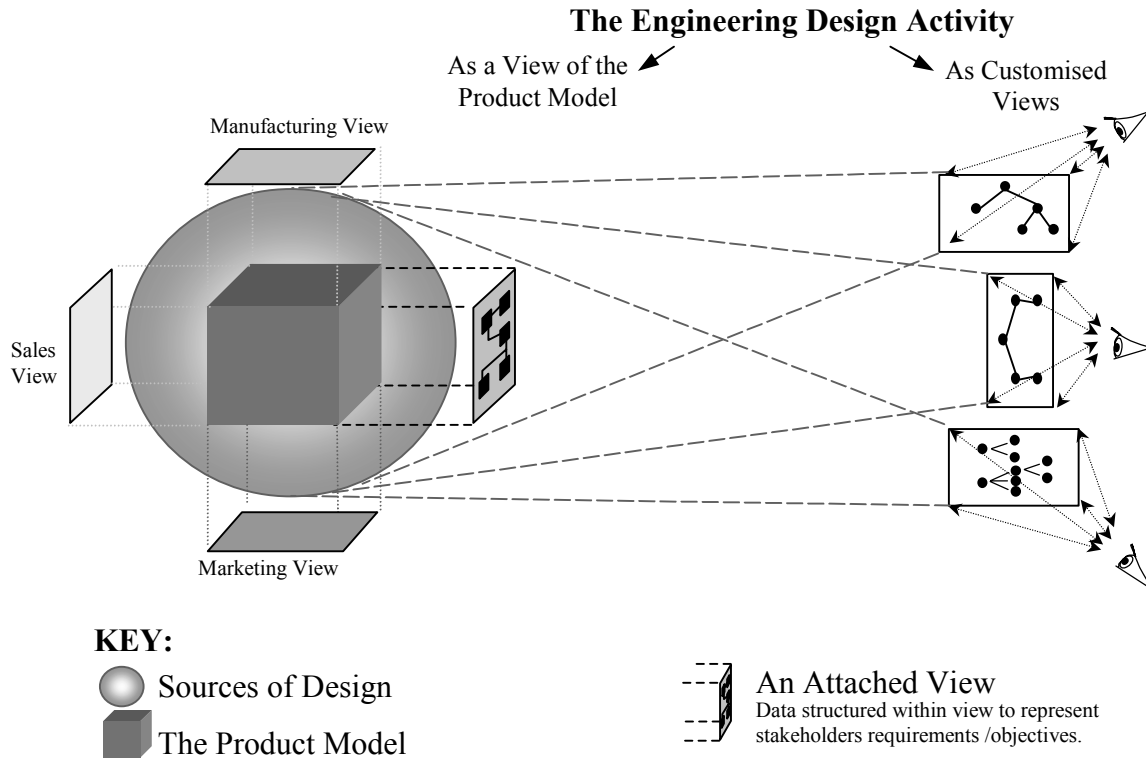 The Engineering Design Activity
As a View of the
Product Model
As Customised
Views
Manufacturing View
Sales
View
Marketing View
KEY:
Sources of Design
The Product Model
An Attached View
Data structured within view to represent
stakeholders requirements /objectives.